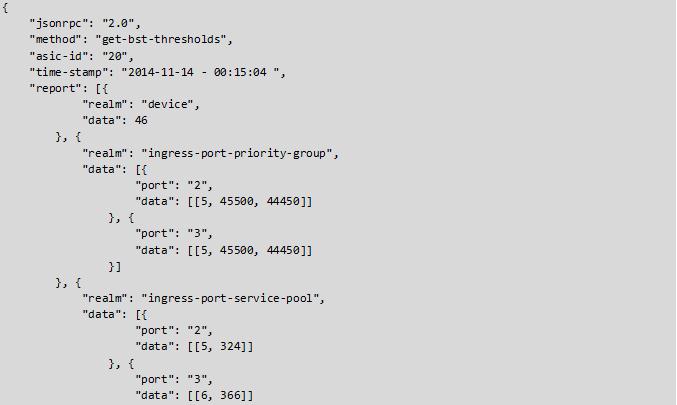 {
    "jsonrpc": "2.0",
    "method": "get-bst-thresholds",
    "asic-id": "20",
    "time-stamp": "2014-11-14 - 00:15:04 ",
    "report": [{
            "realm": "device",
            "data": 46
        }, {
            "realm": "ingress-port-priority-group",
            "data": [{
                    "port": "2",
                    "data": [[5, 45500, 44450]]
                }, {
                    "port": "3",
                    "data": [[5, 45500, 44450]]
                }]
        }, {
            "realm": "ingress-port-service-pool",
            "data": [{
                    "port": "2",
                    "data": [[5, 324]]
                }, {
                    "port": "3",
                    "data": [[6, 366]]